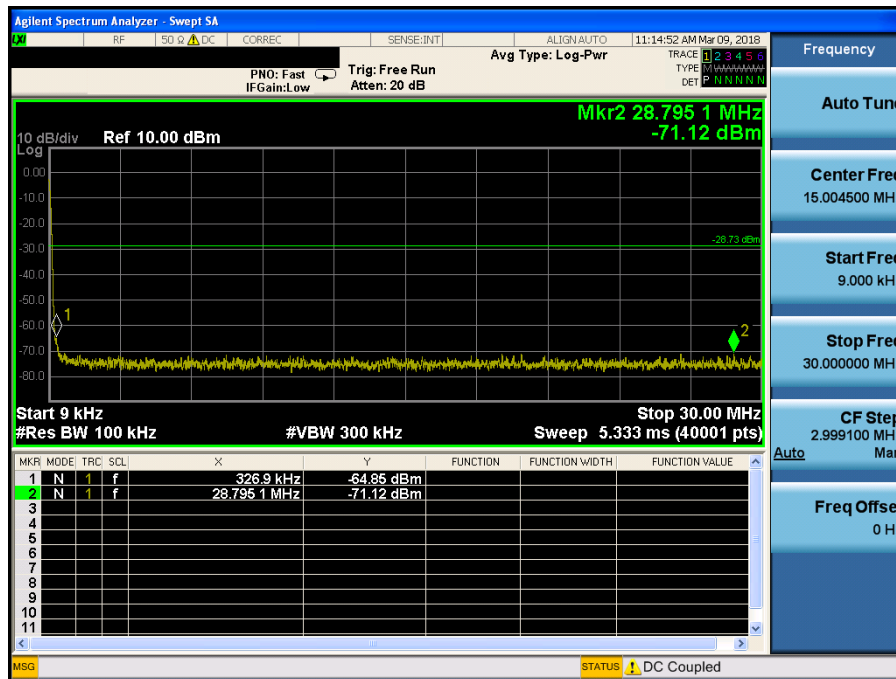 Agilent Spectrum Analyzer - Swept SA
LXI RF 50 Ω DC CORREC SENSE:INT ALIGN AUTO 11:14:52 AM Mar 09, 2018
Frequency
Avg Type: Log-Pwr
TRACE 1 2 3 4 5 6
PNO: Fast Trig: Free Run
TYPE MWWWWW
IFGain:Low Atten: 20 dB
DET P N N N N N
Auto Tune
Mkr2 28.795 1 MHz
-71.12 dBm
10 dB/div Ref 10.00 dBm
Log
0.00
-10.0
-20.0
-30.0
-40.0
-50.0
-60.0
-70.0
-80.0
-28.73 dBm
1
2
Center Fre
15.004500 MH
Start Fre
9.000 kH
Stop Fre
30.000000 MH
Start 9 kHz Stop 30.00 MHz
#Res BW 100 kHz #VBW 300 kHz Sweep 5.333 ms (40001 pts)
CF Step
2.999100 MH
Auto Ma
MKR MODE TRC SCL X Y FUNCTION FUNCTION WIDTH FUNCTION VALUE
1 N 1 f 326.9 kHz -64.85 dBm
2 N 1 f 28.795 1 MHz -71.12 dBm
3
4
5
6
7
8
9
10
11
Freq Offse
0 H
MSG STATUS DC Coupled